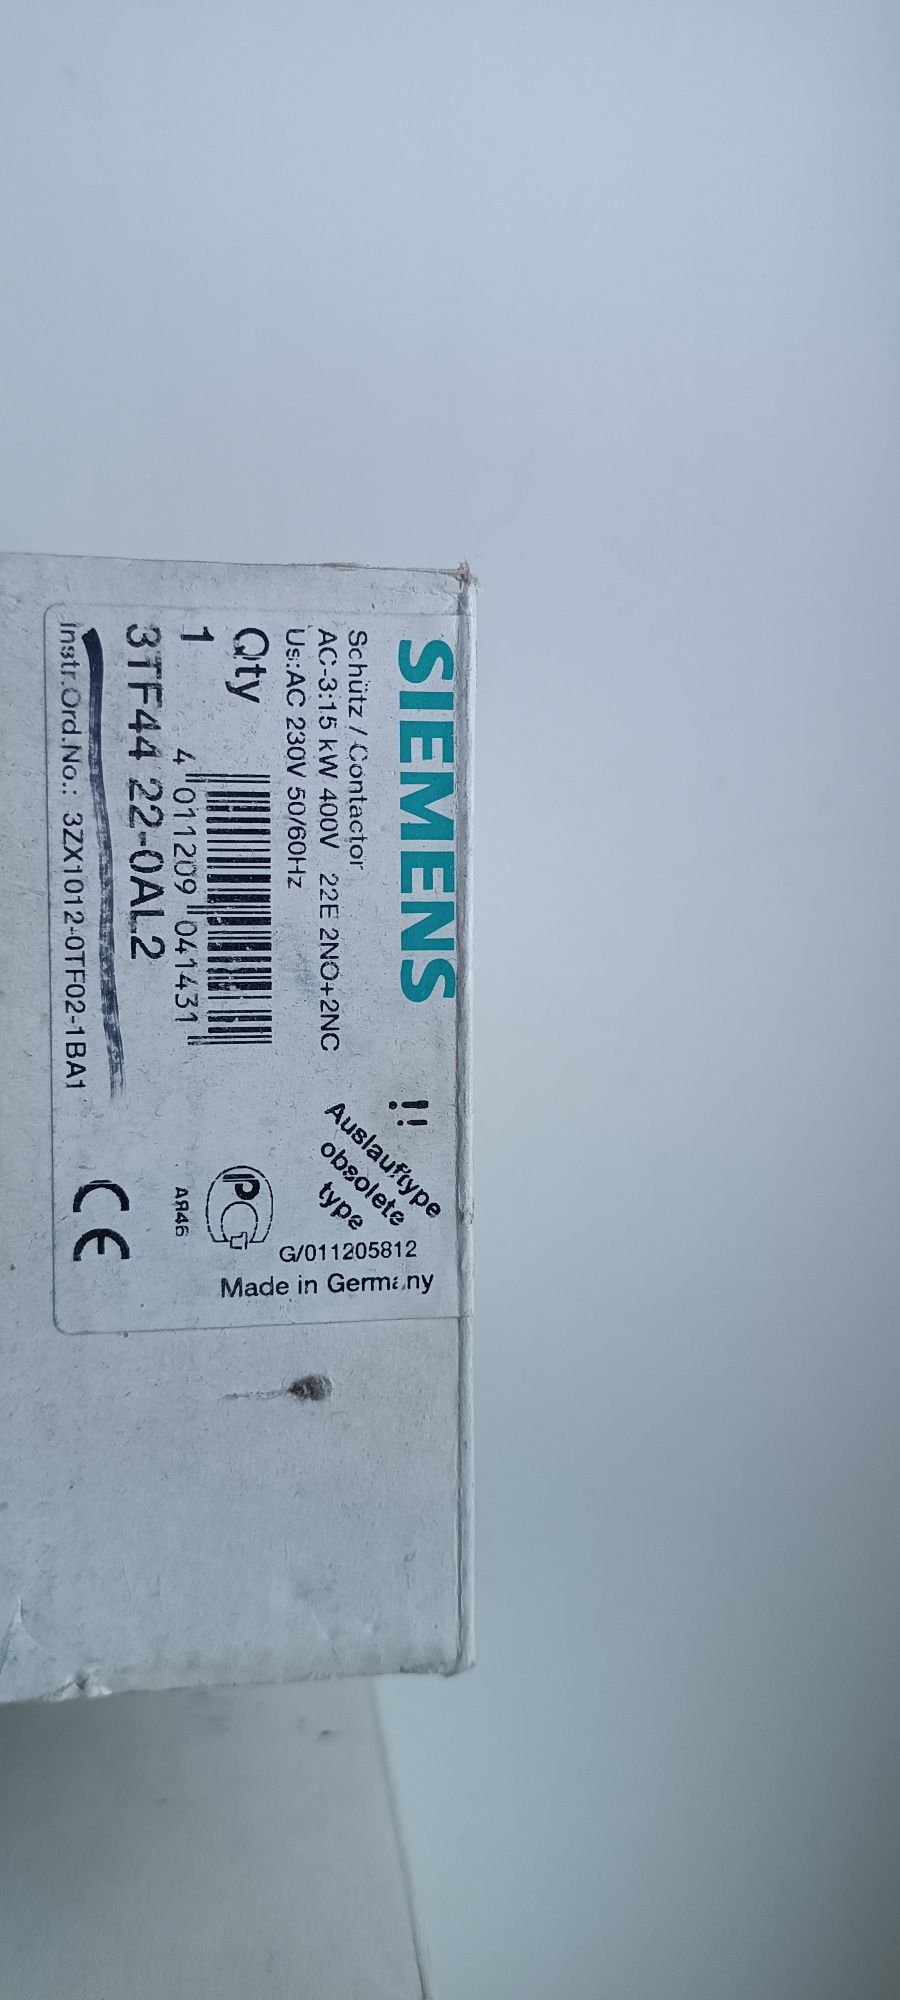 SIEMENS
Schütz / Contactor
AC-3:15 kW 400V 22E 2NO+2NC
Us:AC 230V 50/60Hz
Qty
1
4 011209 041431
3TF44 22-0AL2
Instr.Ord.No.: 3ZX1012-0TF02-1BA1
!!
Auslauftype
obsolete
type
G/011205812
Made in Germany
PC
АЯ46
CE